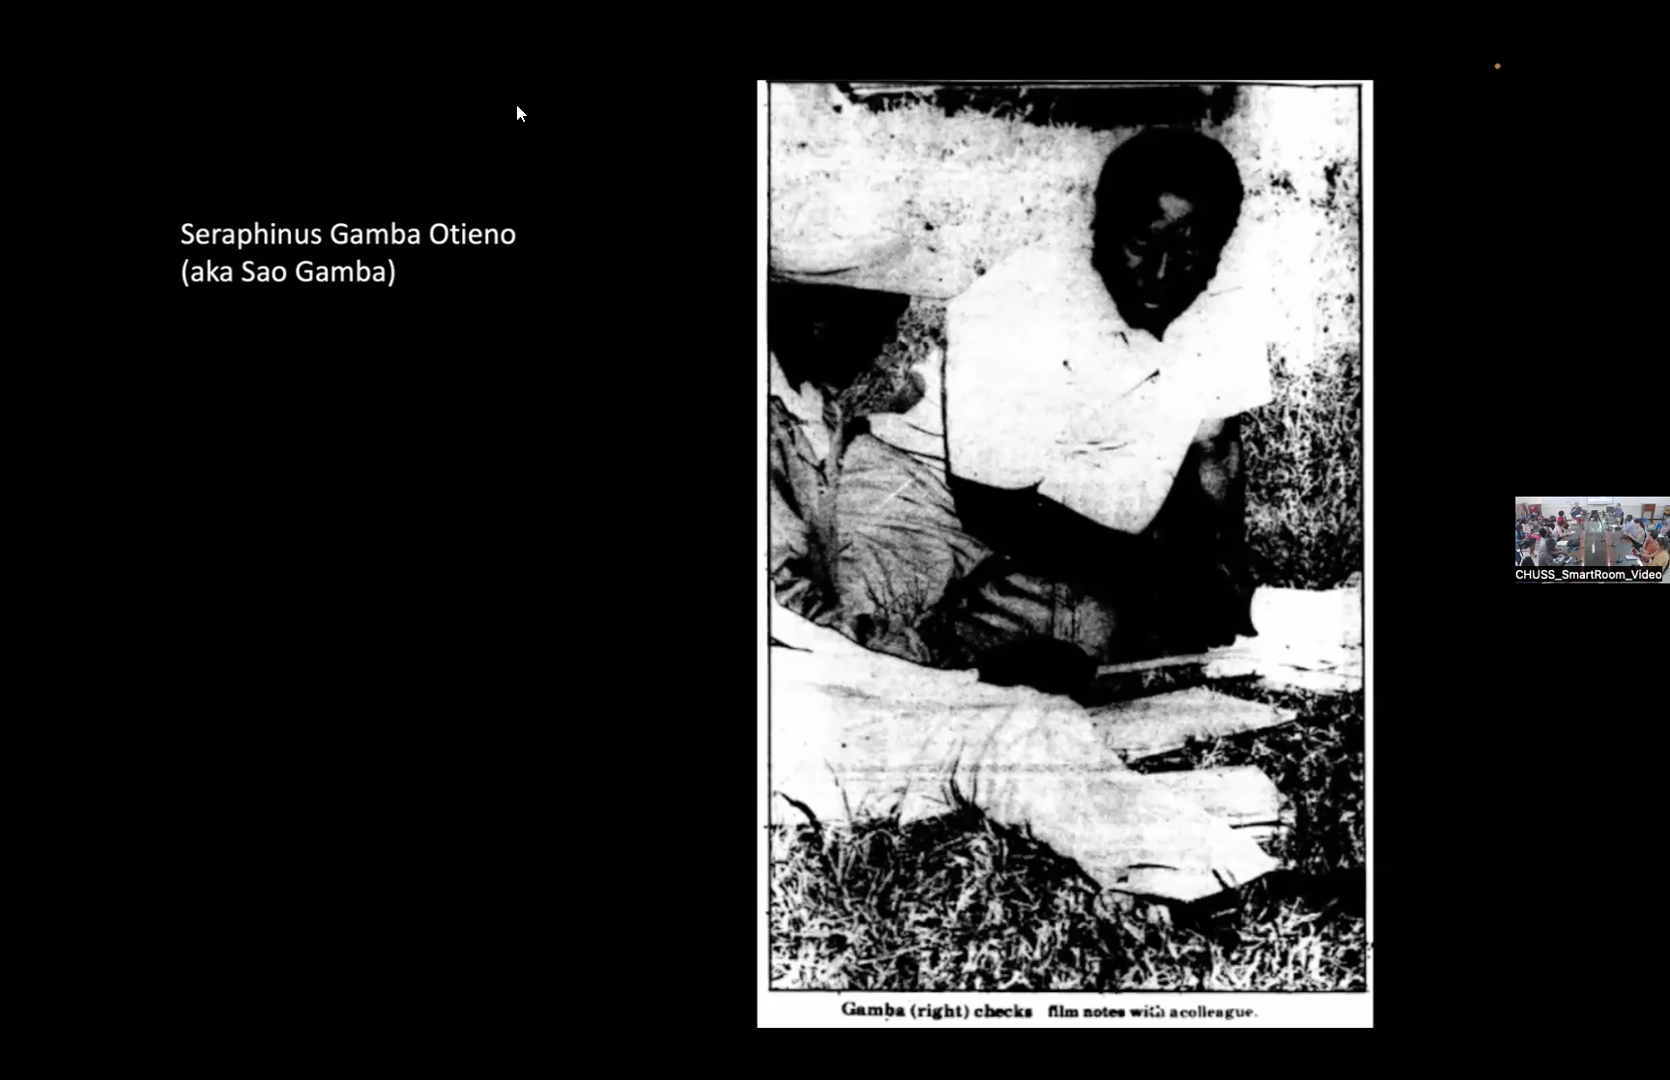 Seraphinus Gamba Otieno
(aka Sao Gamba)
Gamba (right) checks film notes with acolleague.
CHUSS_SmartRoom_Video